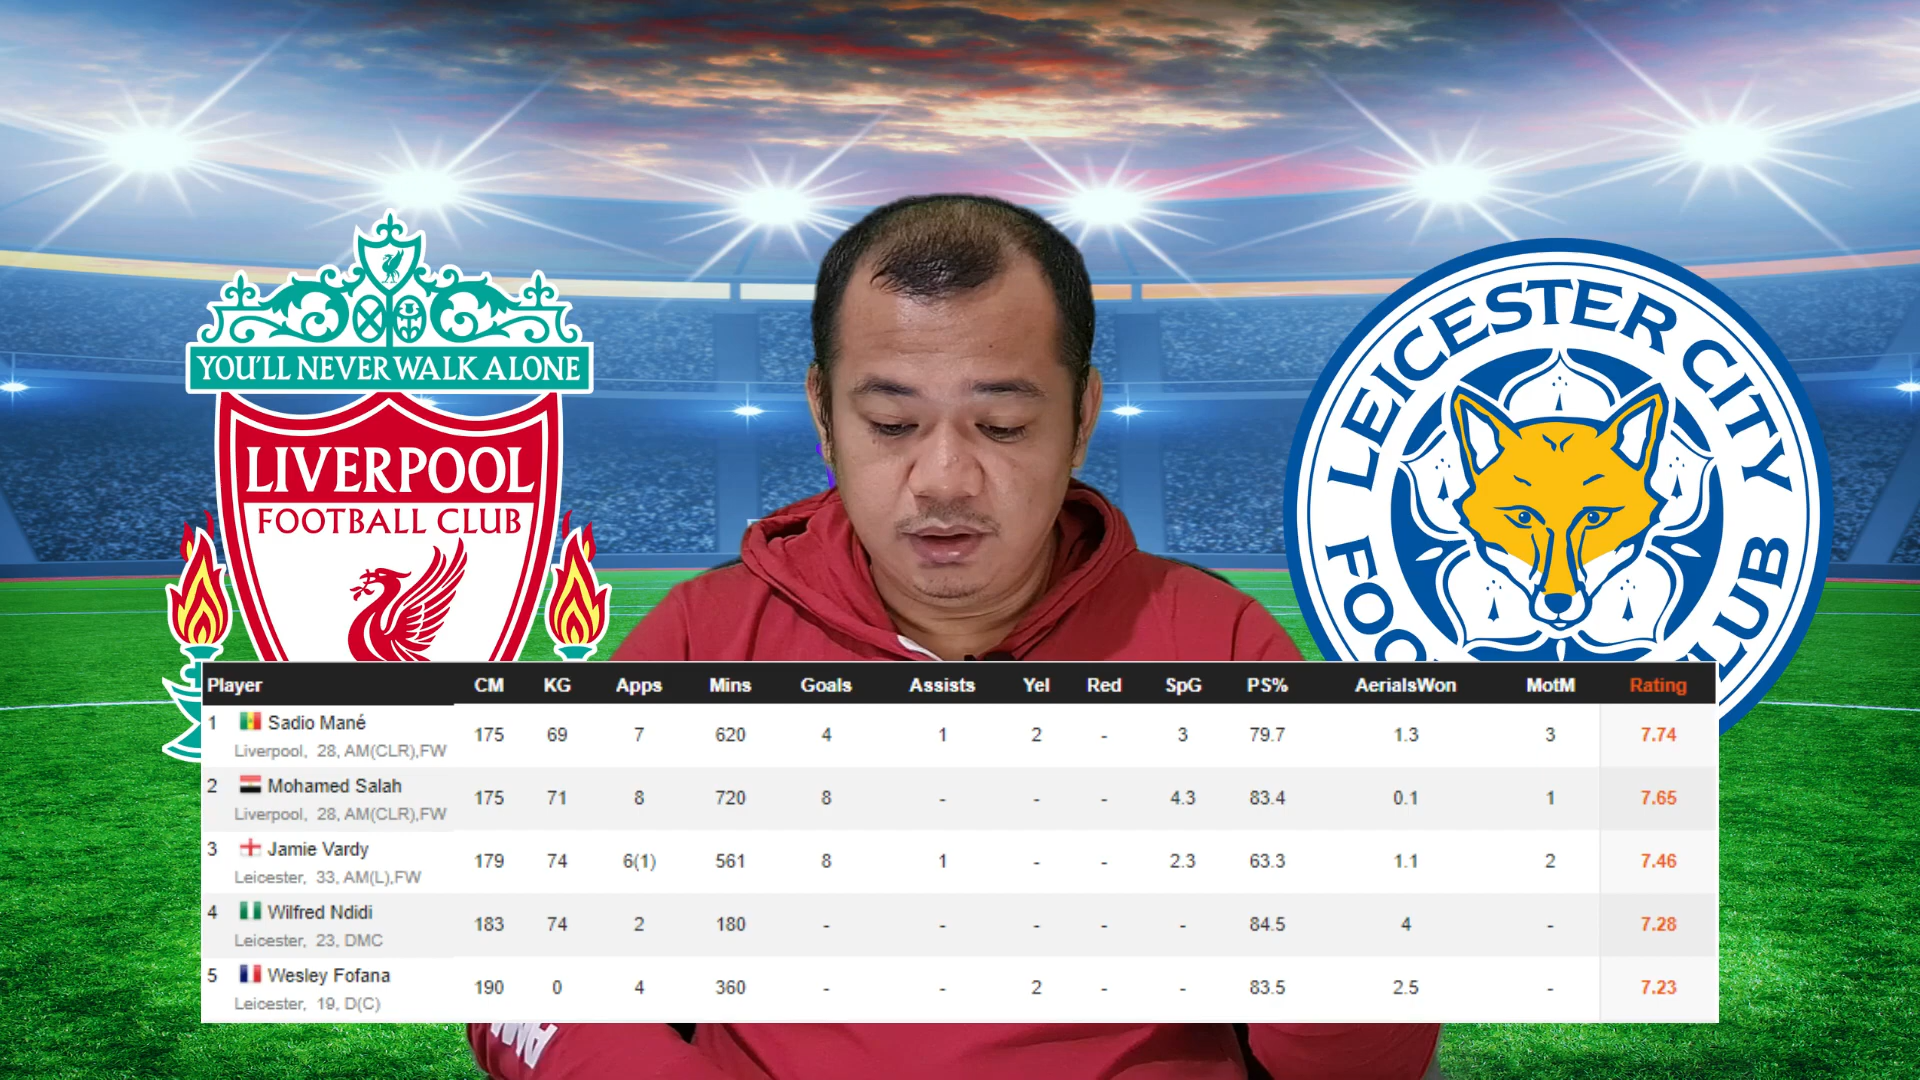 YOU'LL NEVER WALK ALONE
LIVERPOOL
FOOTBALL CLUB
LEICESTER CITY
Player CM KG Apps Mins Goals Assists Yel Red SpG PS% AerialsWon MotM Rating
1 Sadio Mané 175 69 7 620 4 1 2 - 3 79.7 1.3 3 7.74
Liverpool, 28, AM(CLR),FW
2 Mohamed Salah 175 71 8 720 8 - - - 4.3 83.4 0.1 1 7.65
Liverpool, 28, AM(CLR),FW
3 Jamie Vardy 179 74 6(1) 561 8 1 - - 2.3 63.3 1.1 2 7.46
Leicester, 33, AM(L),FW
4 Wilfred Ndidi 183 74 2 180 - - - - - 84.5 4 - 7.28
Leicester, 23, DMC
5 Wesley Fofana 190 0 4 360 - - 2 - - 83.5 2.5 - 7.23
Leicester, 19, D(C)